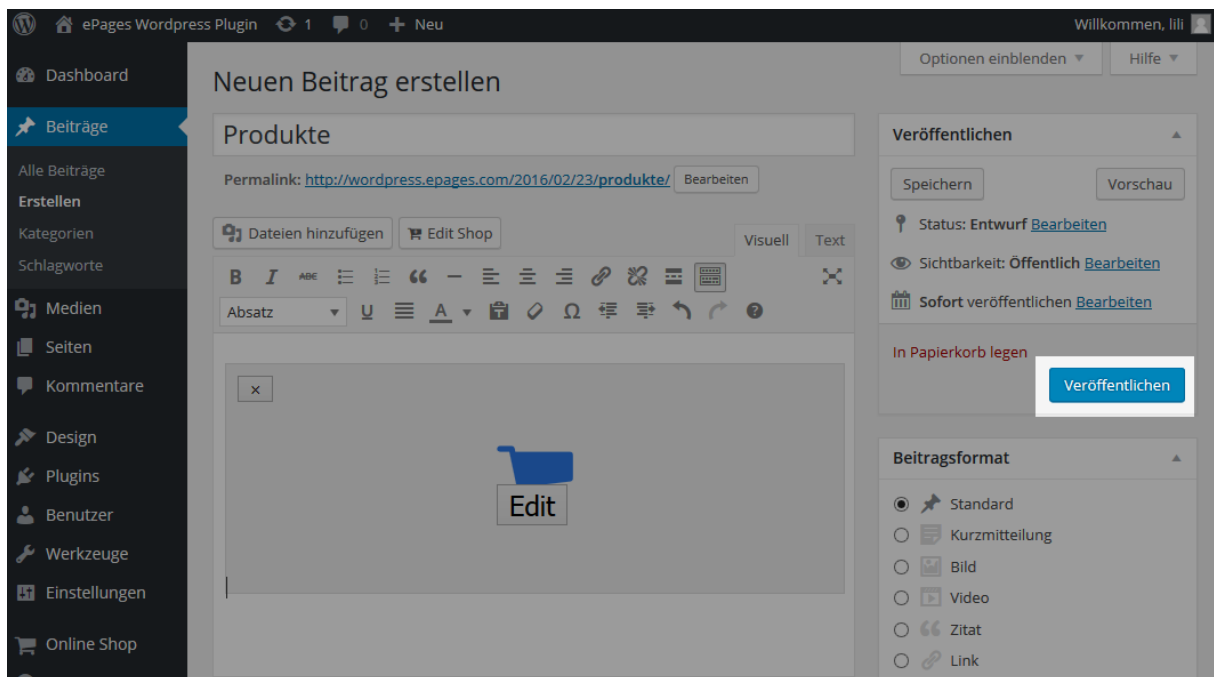 ePages Wordpress Plugin 1 0 + Neu Willkommen, lili
Optionen einblenden Hilfe
Dashboard
Beiträge
Alle Beiträge
Erstellen
Kategorien
Schlagworte
Medien
Seiten
Kommentare
Design
Plugins
Benutzer
Werkzeuge
Einstellungen
Online Shop
Neuen Beitrag erstellen
Produkte
Permalink: http://wordpress.epages.com/2016/02/23/produkte/ Bearbeiten
Dateien hinzufügen Edit Shop
Visuell Text
B I ABC
Absatz U A Ω
×
Edit
Veröffentlichen
Speichern Vorschau
Status: Entwurf Bearbeiten
Sichtbarkeit: Öffentlich Bearbeiten
Sofort veröffentlichen Bearbeiten
In Papierkorb legen
Veröffentlichen
Beitragsformat
Standard
Kurzmitteilung
Bild
Video
Zitat
Link